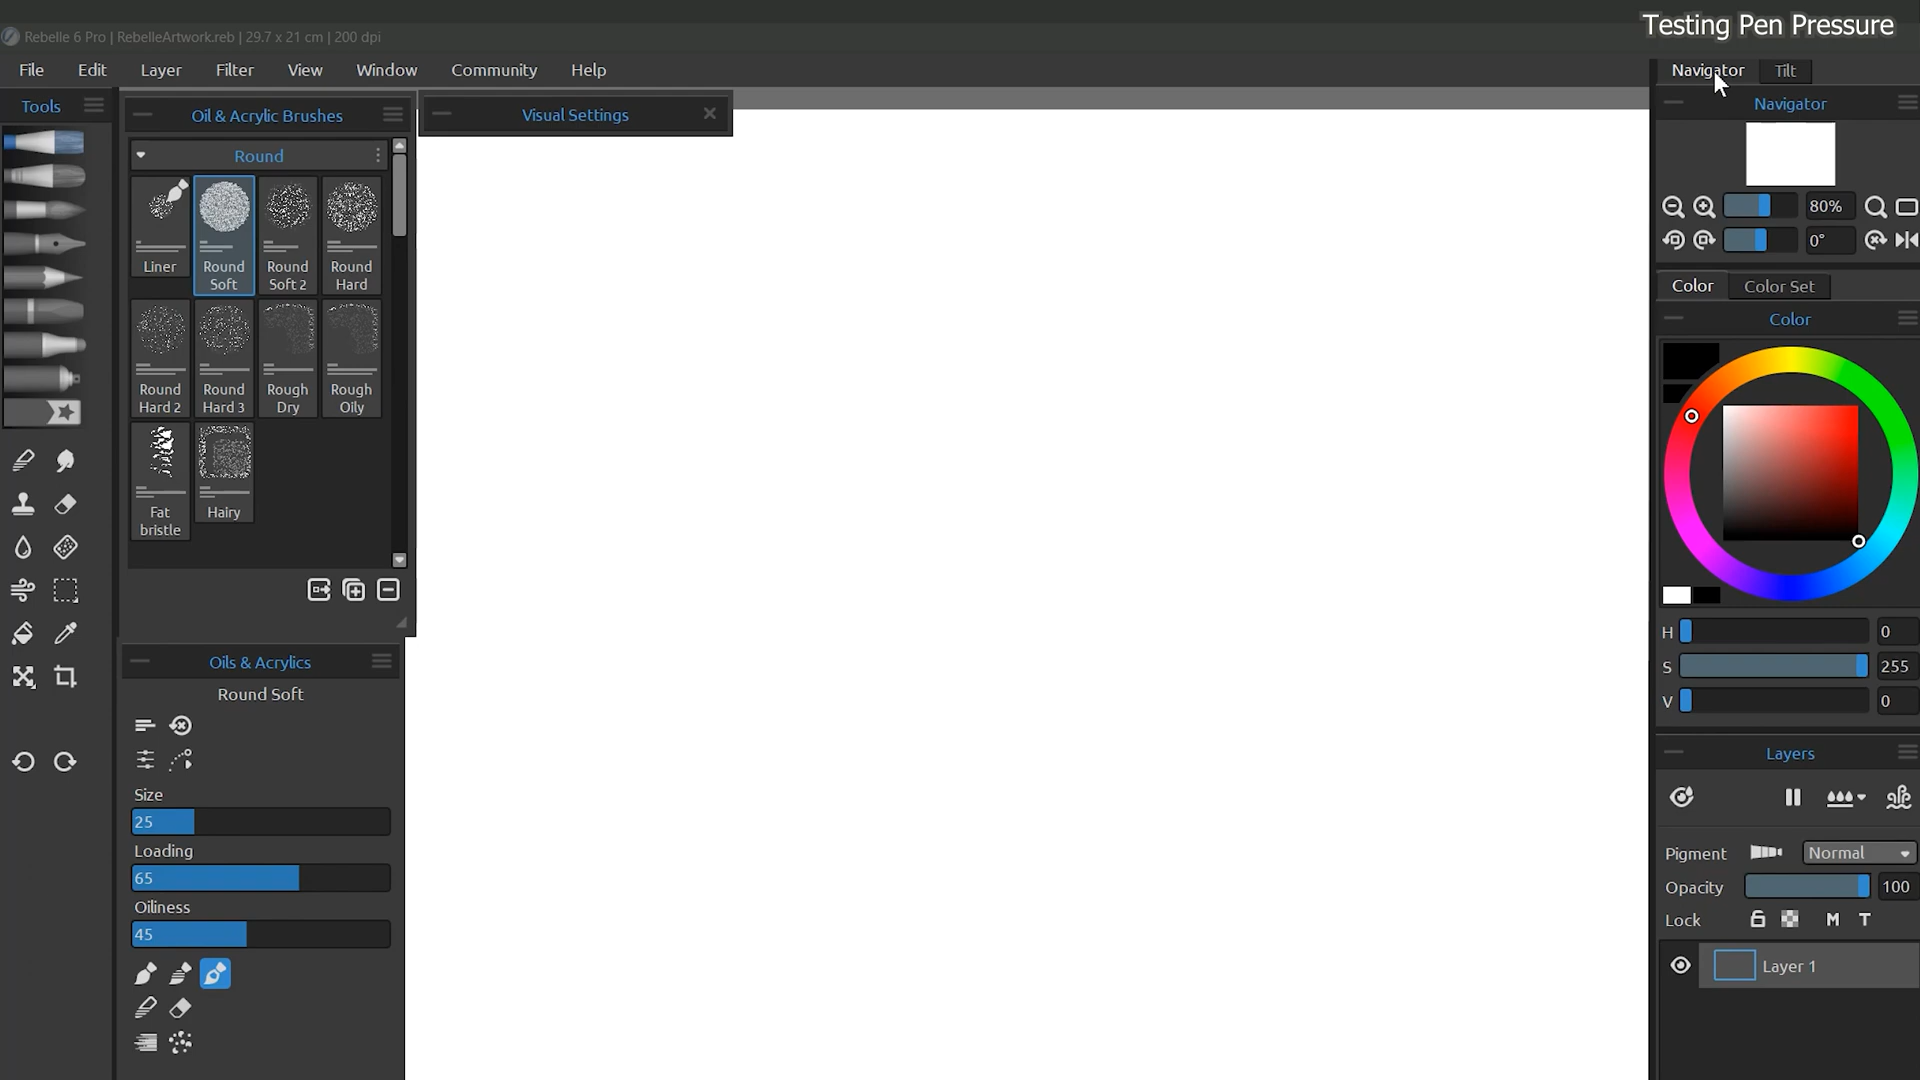 Testing Pen Pressure
Rebelle 6 Pro | RebelleArtwork.reb | 29.7 x 21 cm | 200 dpi
File Edit Layer Filter View Window Community Help
Navigator Tilt
Tools
Oil & Acrylic Brushes
Visual Settings
Navigator
Round
Liner
Round
Soft
Round
Soft 2
Round
Hard
Round
Hard 2
Round
Hard 3
Rough
Dry
Rough
Oily
Fat
bristle
Hairy
80%
0°
Color Color Set
Color
H 0
S 255
V 0
Oils & Acrylics
Round Soft
Size
25
Loading
65
Oiliness
45
Layers
Pigment Normal
Opacity 100
Lock M T
Layer 1